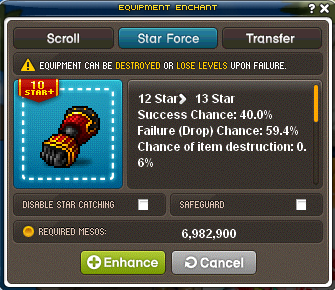 EQUIPMENT ENCHANT
? X
Scroll
Star Force
Transfer
EQUIPMENT CAN BE DESTROYED OR LOSE LEVELS UPON FAILURE.
10
STAR+
12 Star> 13 Star
Success Chance: 40.0%
Failure (Drop) Chance: 59.4%
Chance of item destruction: 0.
6%
DISABLE STAR CATCHING
SAFEGUARD
REQUIRED MESOS:
6,982,900
Enhance
Cancel